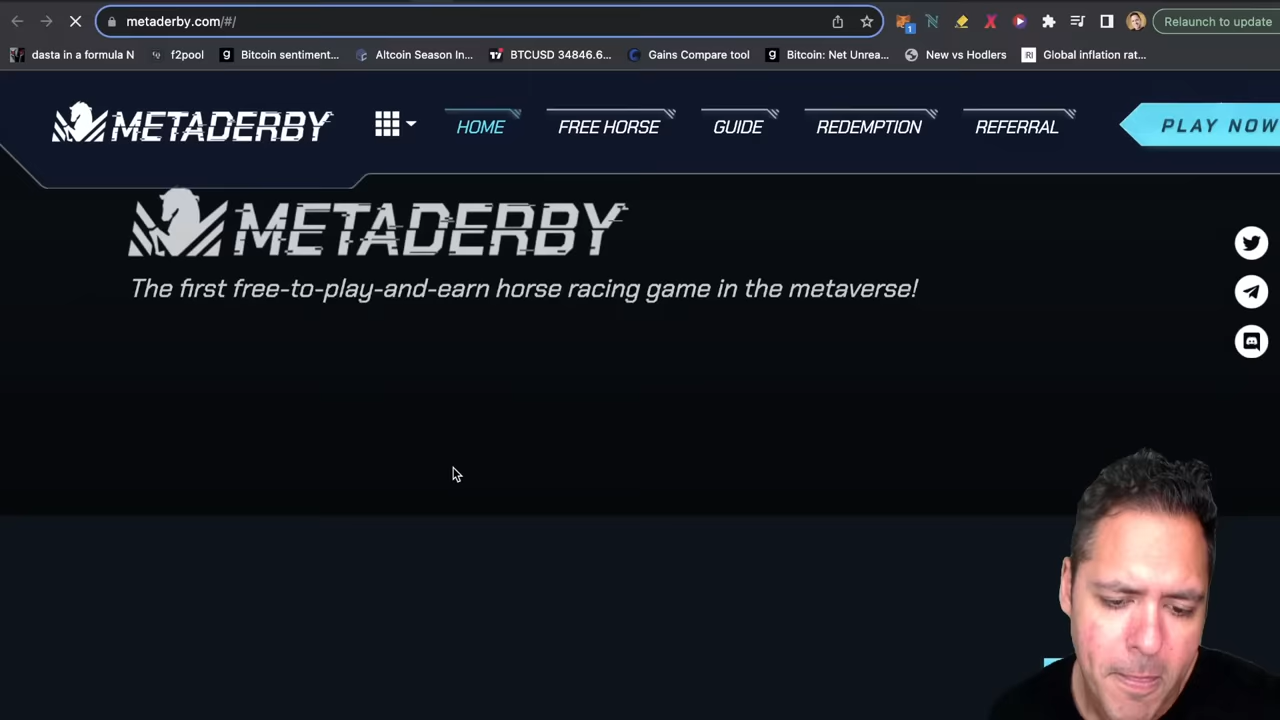 metaderby.com/#/
1
Relaunch to update
dasta in a formula N
f2pool
Bitcoin sentiment...
Altcoin Season In...
BTCUSD 34846 6...
Gains Compare tool
Bitcoin: Net Unrea...
New vs Hodlers
RI Global inflation rat...
METADERBY
HOME
FREE HORSE
GUIDE
REDEMPTION
REFERRAL
PLAY NOW
METADERBY
The first free-to-play-and-earn horse racing game in the metaverse!